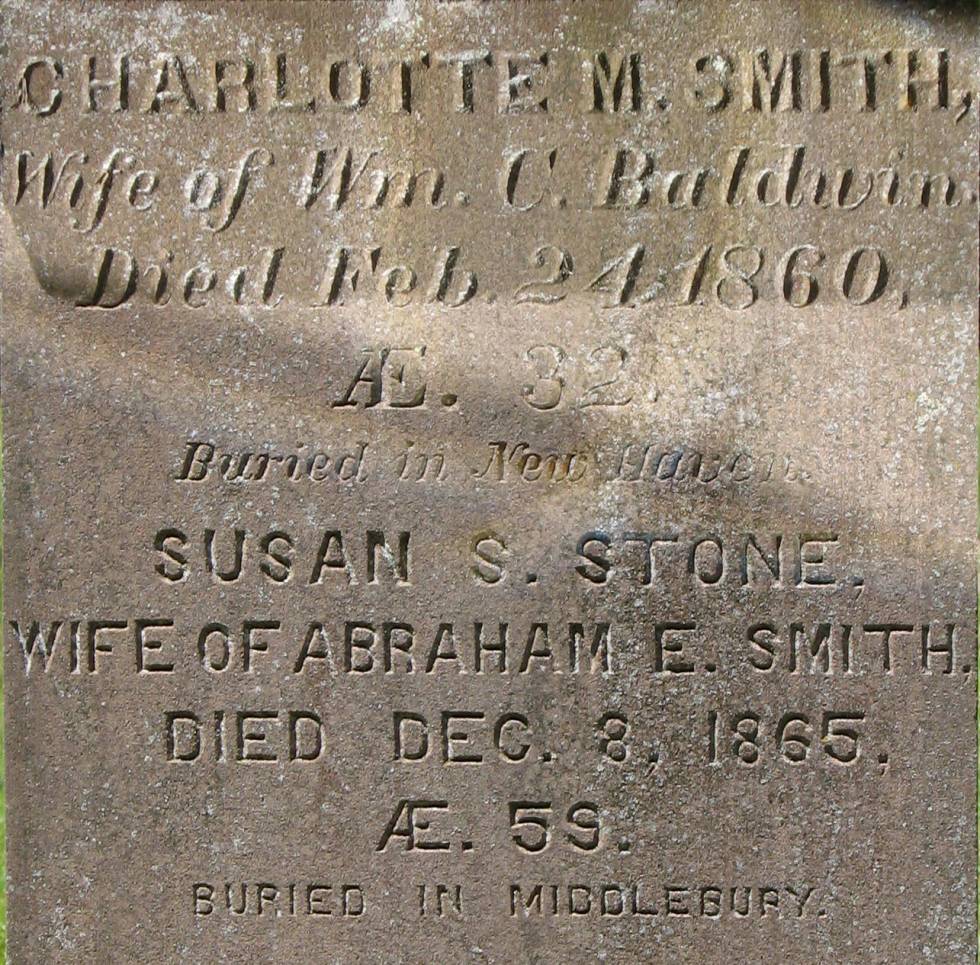 CHARLOTTE M. SMITH,
Wife of Wm. C. Baldwin.
Died Feb. 24, 1860,
Æ. 32.
Buried in New Haven.
SUSAN S. STONE,
WIFE OF ABRAHAM E. SMITH.
DIED DEC. 8, 1865,
Æ. 59.
BURIED IN MIDDLEBURY.